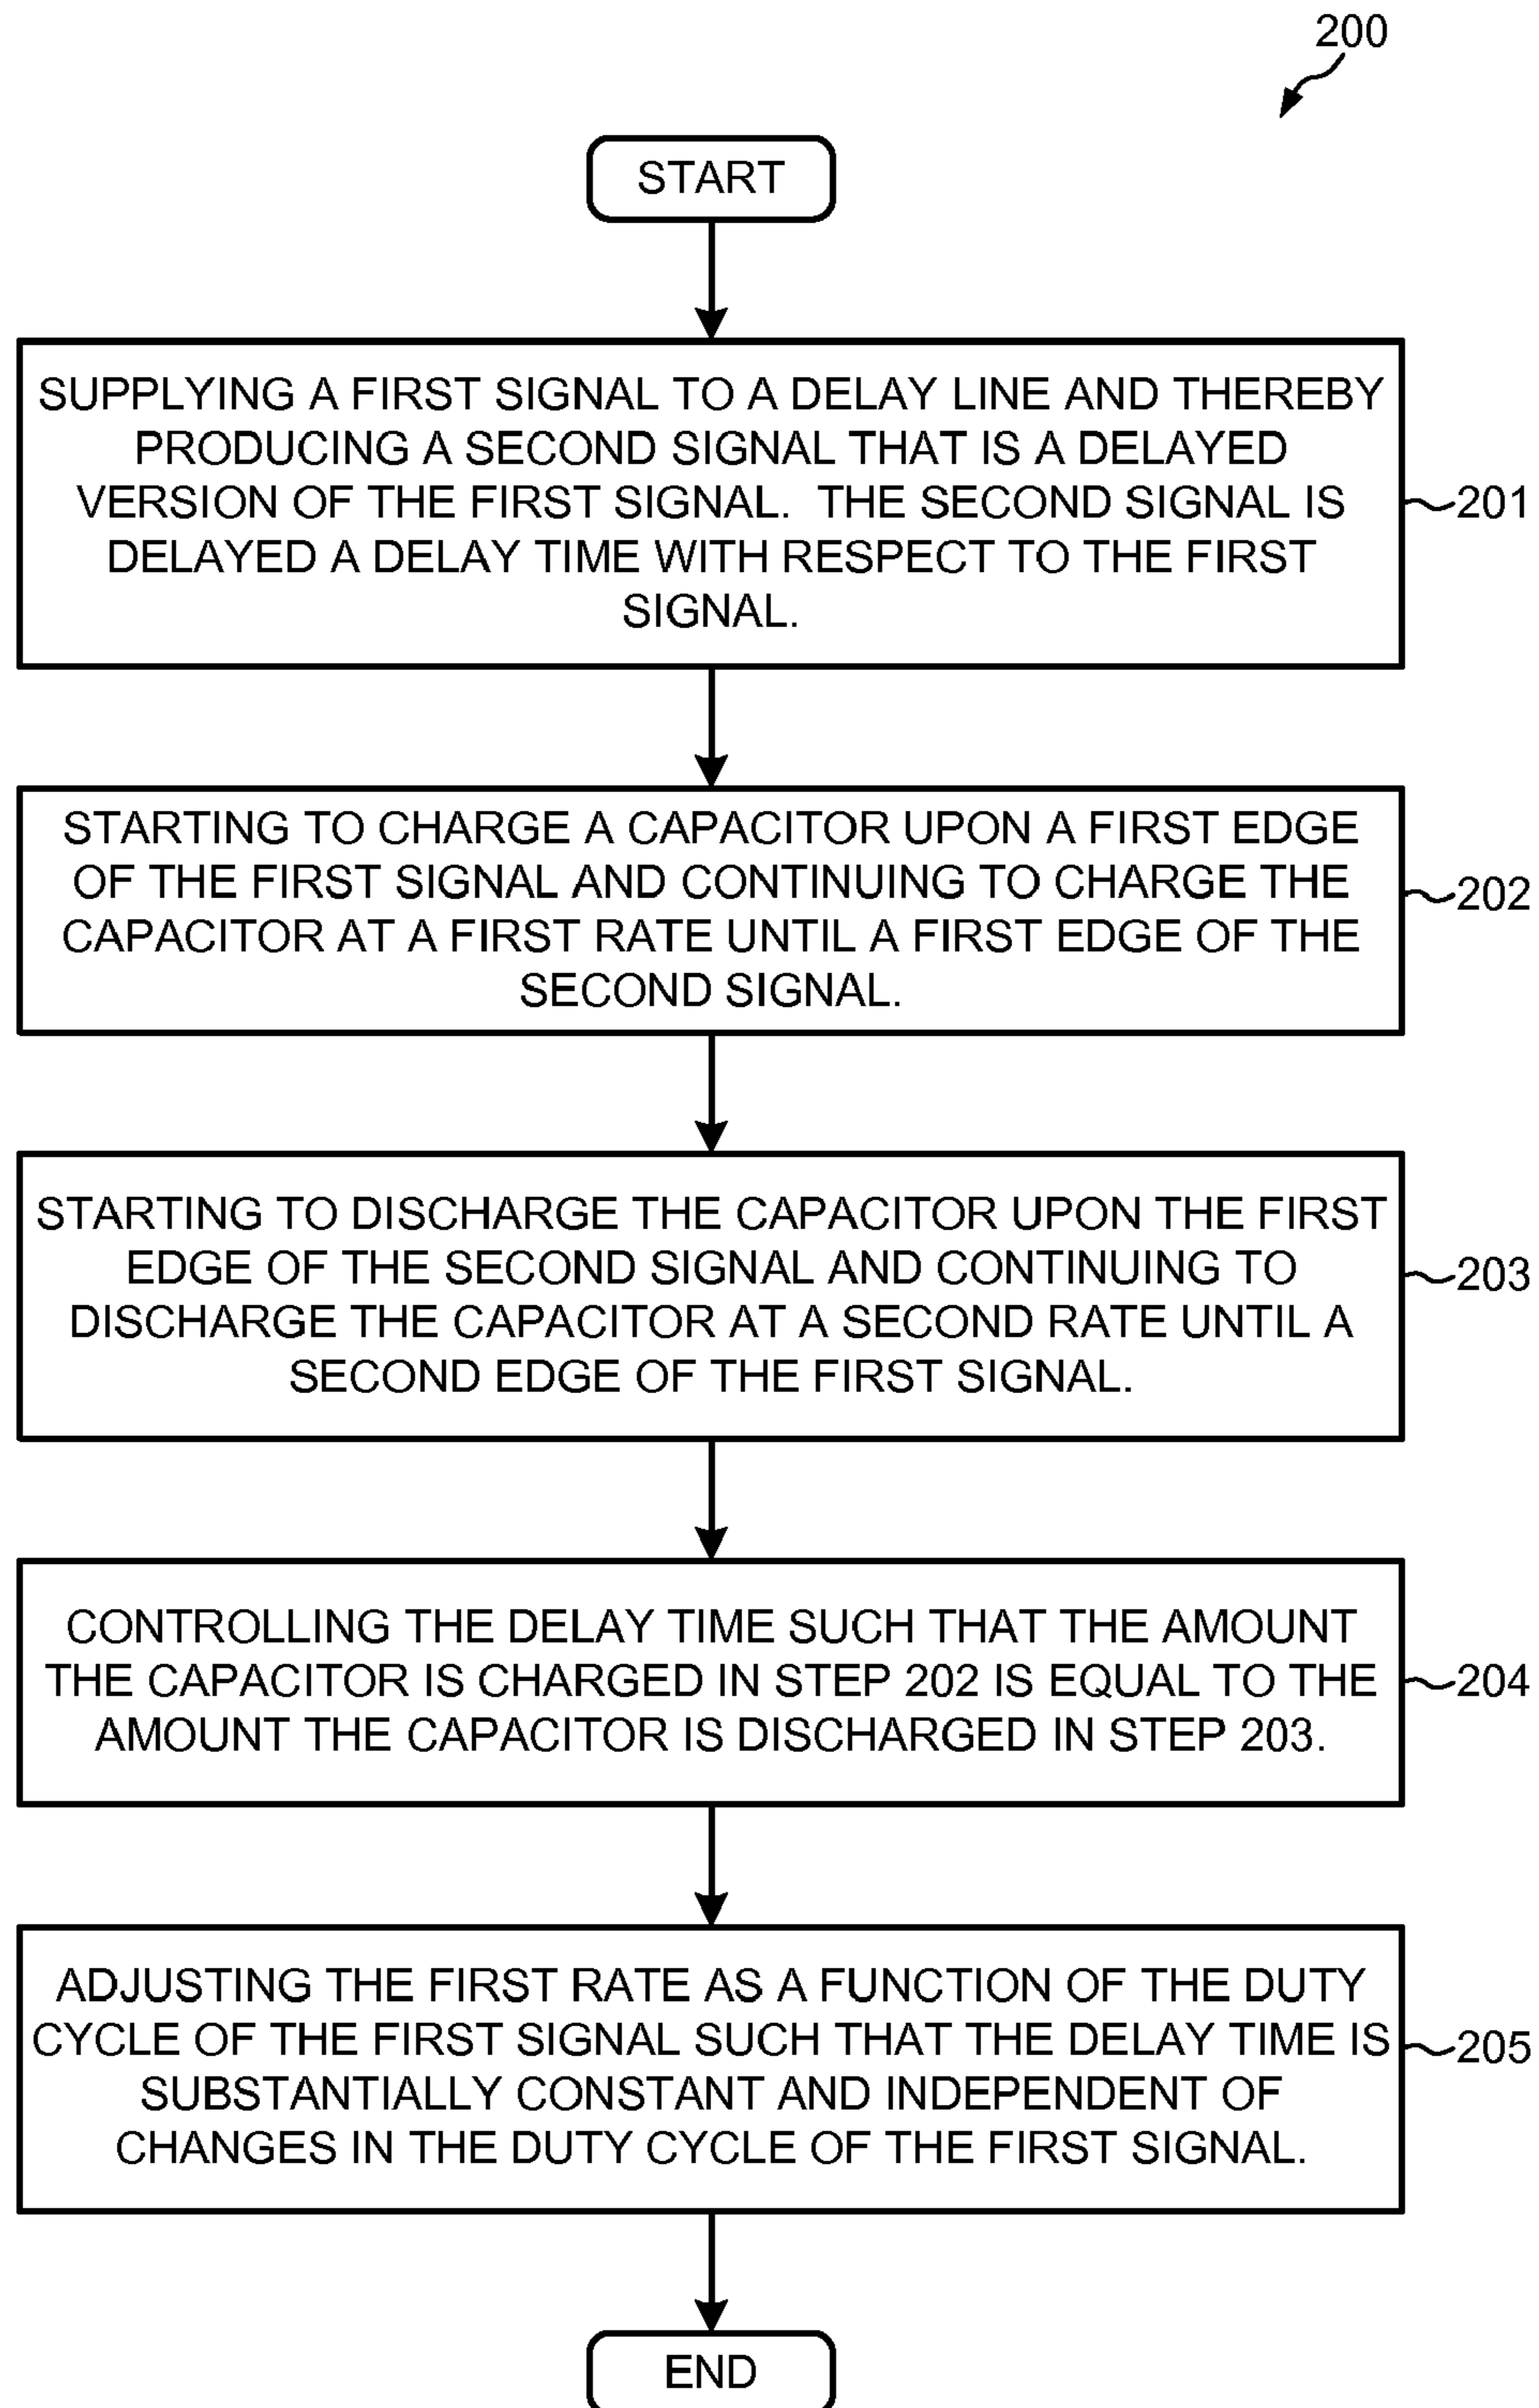 200
START
SUPPLYING A FIRST SIGNAL TO A DELAY LINE AND THEREBY
PRODUCING A SECOND SIGNAL THAT IS A DELAYED
VERSION OF THE FIRST SIGNAL. THE SECOND SIGNAL IS
DELAYED A DELAY TIME WITH RESPECT TO THE FIRST
SIGNAL.
201
STARTING TO CHARGE A CAPACITOR UPON A FIRST EDGE
OF THE FIRST SIGNAL AND CONTINUING TO CHARGE THE
CAPACITOR AT A FIRST RATE UNTIL A FIRST EDGE OF THE
SECOND SIGNAL.
202
STARTING TO DISCHARGE THE CAPACITOR UPON THE FIRST
EDGE OF THE SECOND SIGNAL AND CONTINUING TO
DISCHARGE THE CAPACITOR AT A SECOND RATE UNTIL A
SECOND EDGE OF THE FIRST SIGNAL.
203
CONTROLLING THE DELAY TIME SUCH THAT THE AMOUNT
THE CAPACITOR IS CHARGED IN STEP 202 IS EQUAL TO THE
AMOUNT THE CAPACITOR IS DISCHARGED IN STEP 203.
204
ADJUSTING THE FIRST RATE AS A FUNCTION OF THE DUTY
CYCLE OF THE FIRST SIGNAL SUCH THAT THE DELAY TIME IS
SUBSTANTIALLY CONSTANT AND INDEPENDENT OF
CHANGES IN THE DUTY CYCLE OF THE FIRST SIGNAL.
205
END